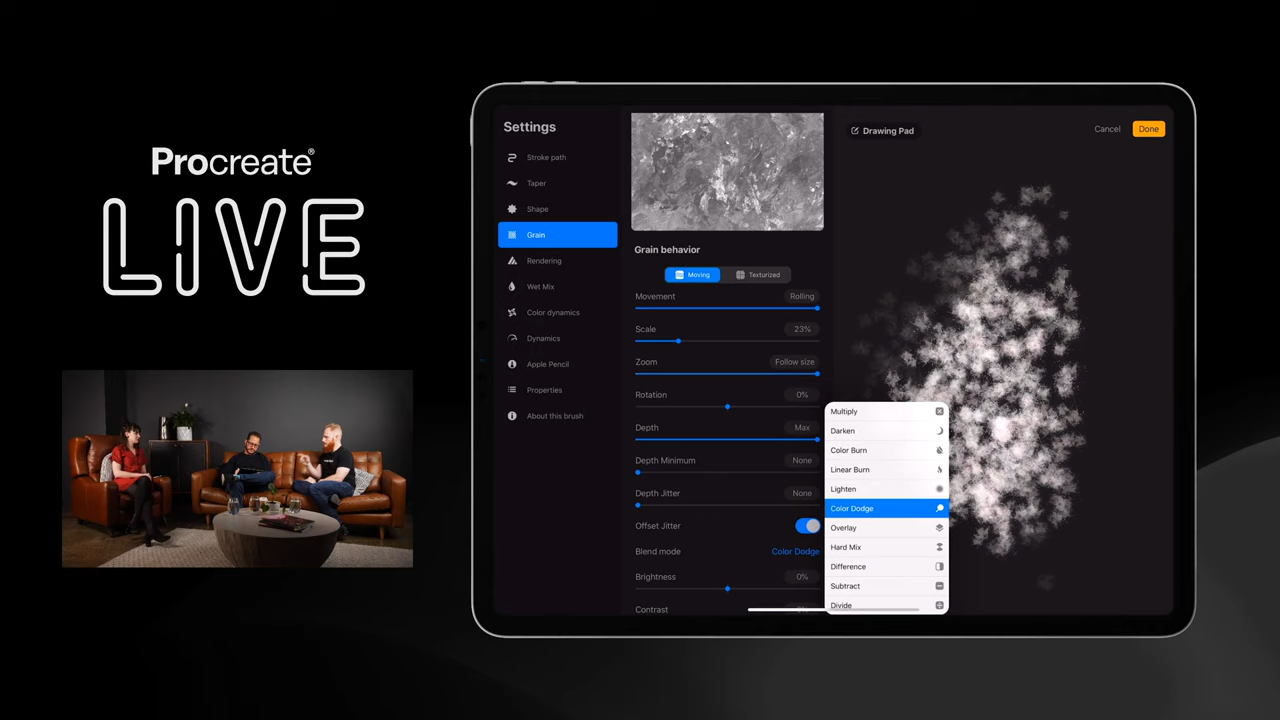 Procreate®
LIVE
Settings
Stroke path
Taper
Shape
Grain
Rendering
Wet Mix
Color dynamics
Dynamics
Apple Pencil
Properties
About this brush
Grain behavior
Moving
Texturized
Movement
Rolling
Scale
23%
Zoom
Follow size
Rotation
0%
Depth
Max
Depth Minimum
None
Depth Jitter
None
Offset Jitter
Blend mode
Color Dodge
Brightness
0%
Contrast
Multiply
Darken
Color Burn
Linear Burn
Lighten
Color Dodge
Overlay
Hard Mix
Difference
Subtract
Divide
Drawing Pad
Cancel
Done